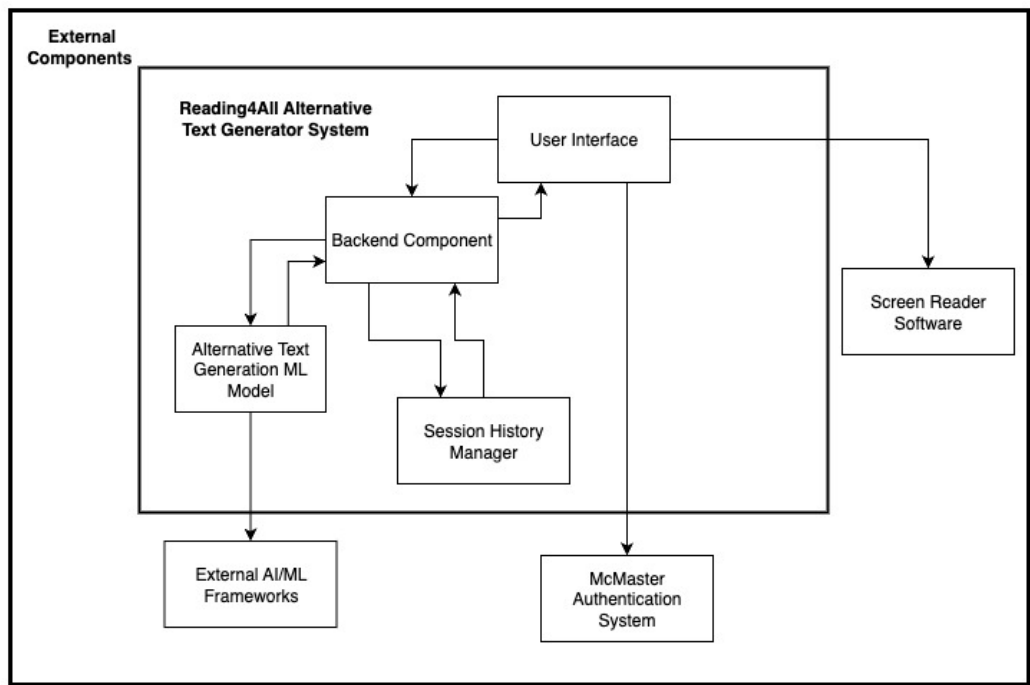 External
Components
Reading4All Alternative
Text Generator System
User Interface
Backend Component
Screen Reader
Software
Alternative Text
Generation ML
Model
Session History
Manager
External AI/ML
Frameworks
McMaster
Authentication
System